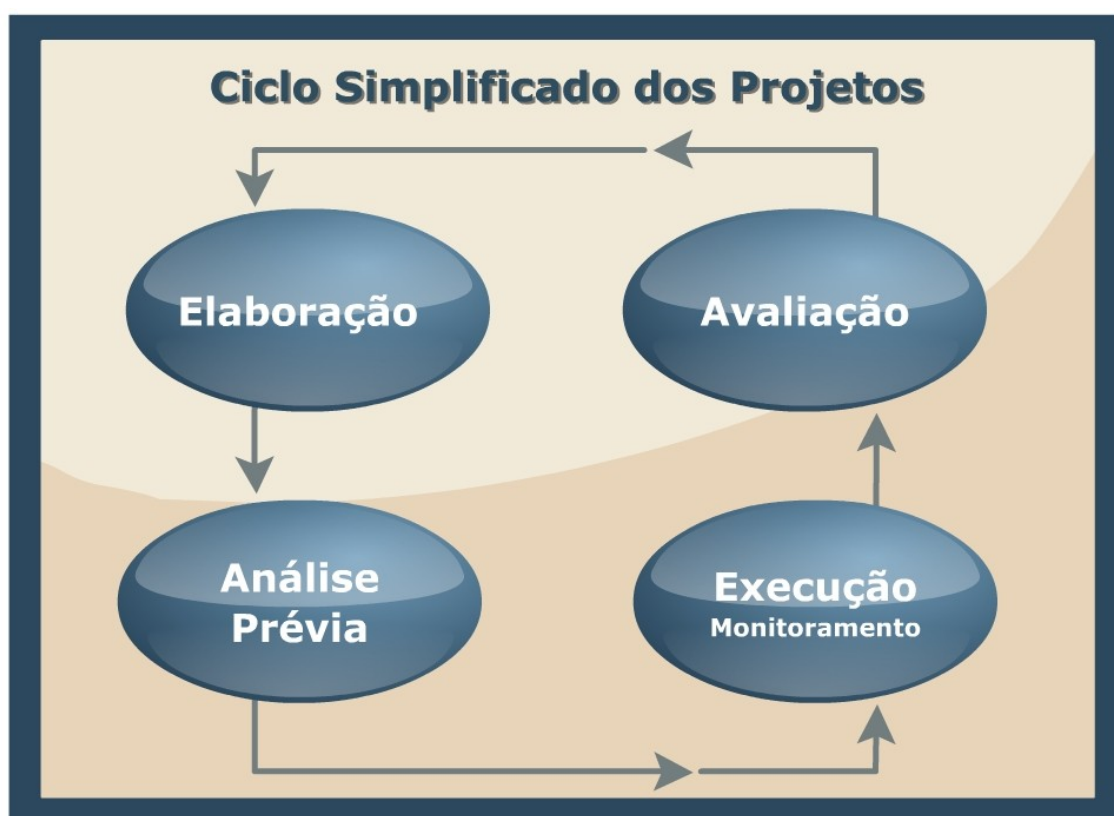 Ciclo Simplificado dos Projetos
Elaboração
Avaliação
Análise
Prévia
Execução
Monitoramento